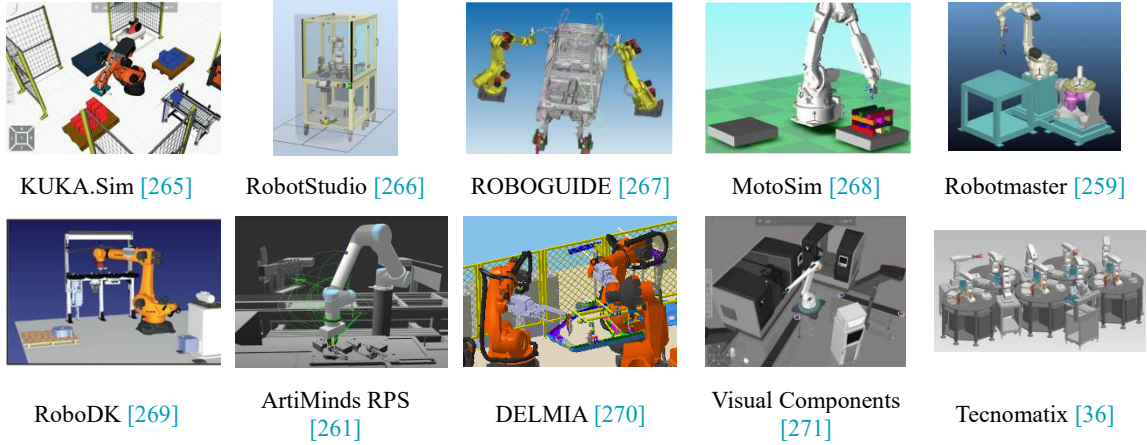 KUKA.Sim [265]
RobotStudio [266]
ROBOGUIDE [267]
MotoSim [268]
Robotmaster [259]
RoboDK [269]
ArtiMinds RPS
[261]
DELMIA [270]
Visual Components
[271]
Tecnomatix [36]